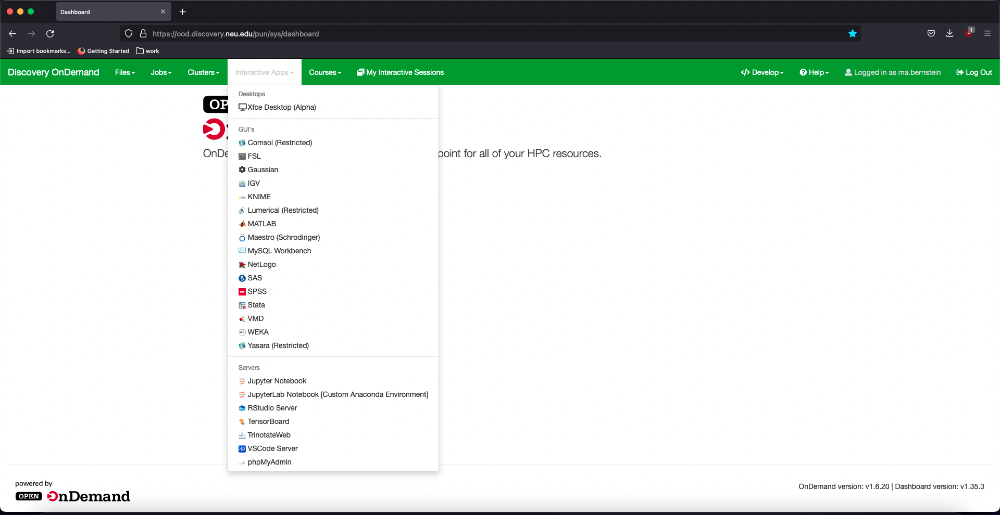 Dashboard
https://ood.discovery.neu.edu/pun/sys/dashboard
1
Import bookmarks...
Getting Started
work
Discovery OnDemand
Files
Jobs
Clusters
Interactive Apps
Courses
My Interactive Sessions
Develop
Help
Logged in as ma.bernstein
Log Out
OP
Desktops
Xfce Desktop (Alpha)
OnDe
point for all of your HPC resources.
GUI's
Comsol (Restricted)
FSL
Gaussian
IGV
KNIME
Lumerical (Restricted)
MATLAB
Maestro (Schrodinger)
MySQL Workbench
NetLogo
SAS
SPSS
Stata
VMD
WEKA
Yasara (Restricted)
Servers
Jupyter Notebook
JupyterLab Notebook [Custom Anaconda Environment]
RStudio Server
TensorBoard
TrinotateWeb
VSCode Server
phpMyAdmin
powered by
OPEN OnDemand
OnDemand version: v1.6.20 | Dashboard version: v1.35.3